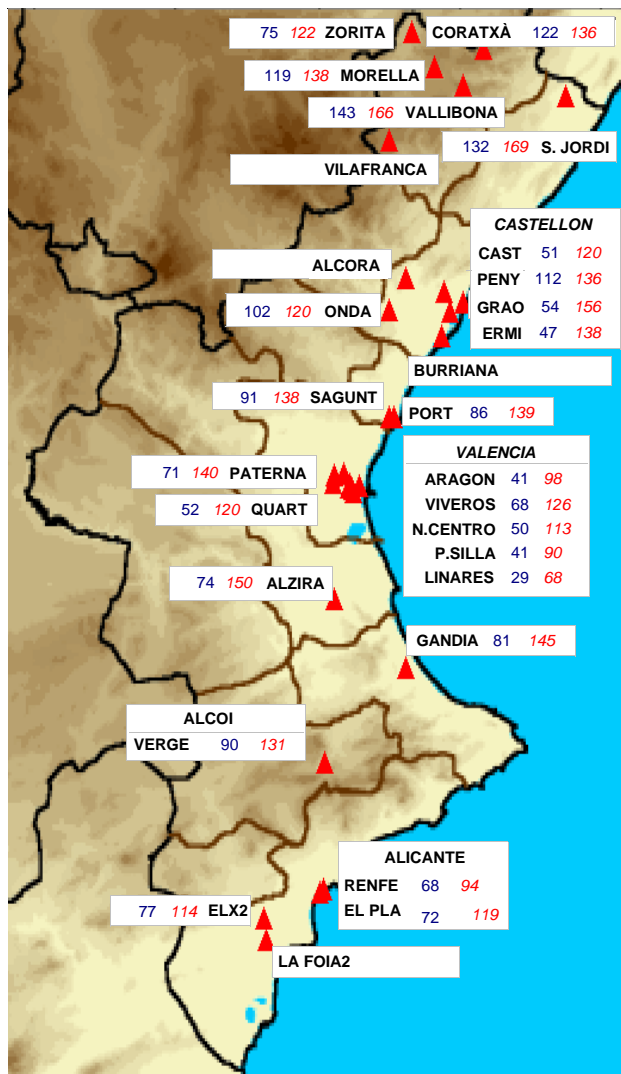 75 122 ZORITA
CORATXÀ 122 136
119 138 MORELLA
143 166 VALLIBONA
132 169 S. JORDI
VILAFRANCA
CASTELLON
CAST 51 120
PENY 112 136
GRAO 54 156
ERMI 47 138
ALCORA
102 120 ONDA
BURRIANA
91 138 SAGUNT
PORT 86 139
VALENCIA
ARAGON 41 98
VIVEROS 68 126
N.CENTRO 50 113
P.SILLA 41 90
LINARES 29 68
71 140 PATERNA
52 120 QUART
74 150 ALZIRA
GANDIA 81 145
ALCOI
VERGE 90 131
ALICANTE
RENFE 68 94
EL PLA 72 119
77 114 ELX2
LA FOIA2